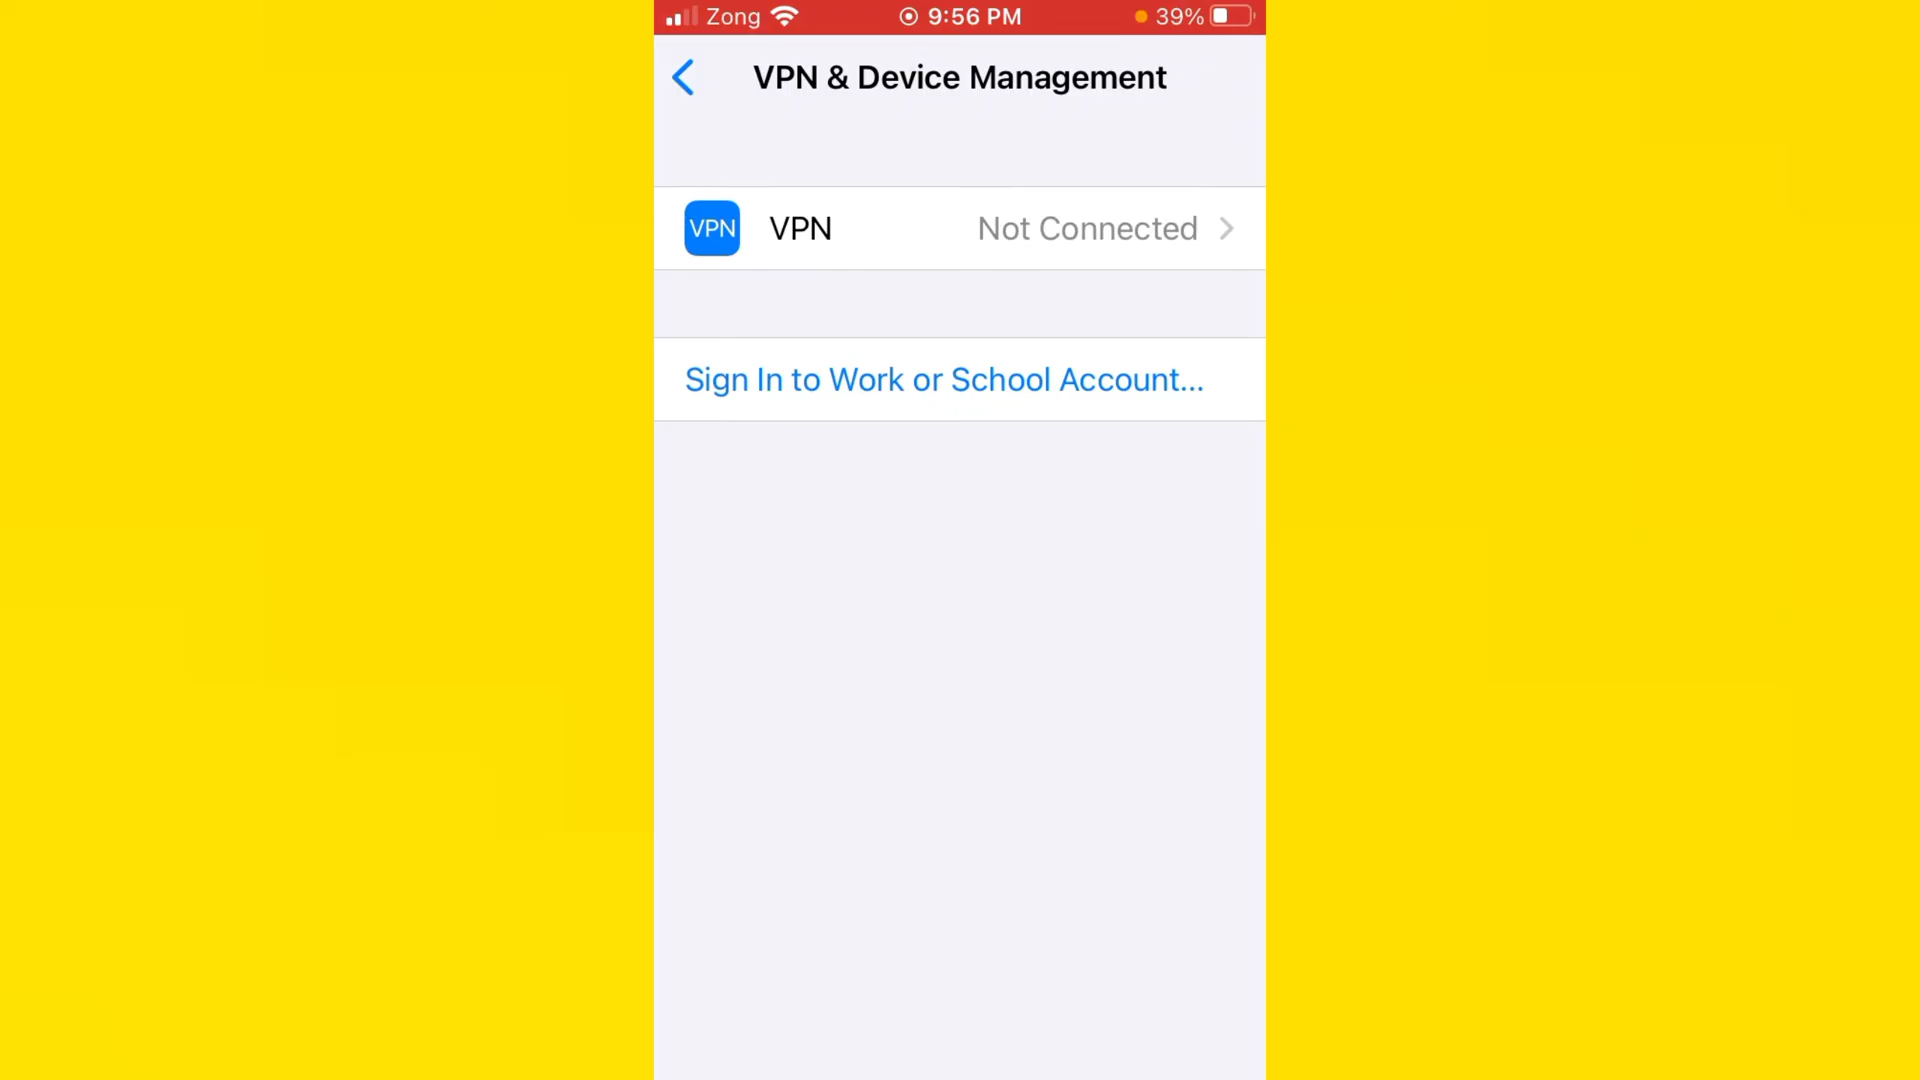 Zong 9:56 PM 39%
VPN & Device Management
VPN VPN Not Connected
Sign In to Work or School Account...